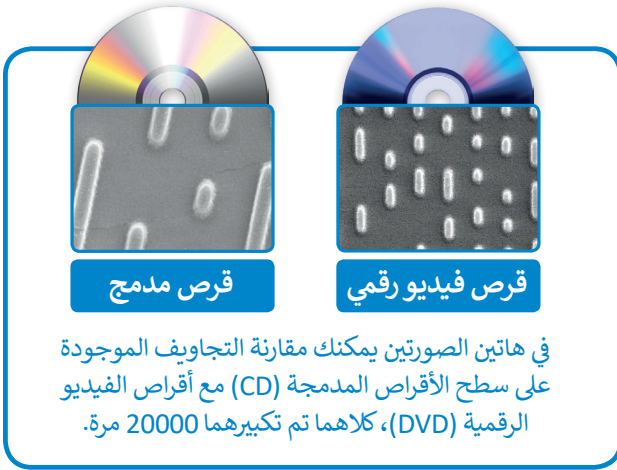 قرص فيديو رقمي
قرص مدمج
في هاتين الصورتين يمكنك مقارنة التجاويف الموجودة
على سطح الأقراص المدمجة (CD) مع أقراص الفيديو
الرقمية (DVD)، كلاهما تم تكبيرهما 20000 مرة.